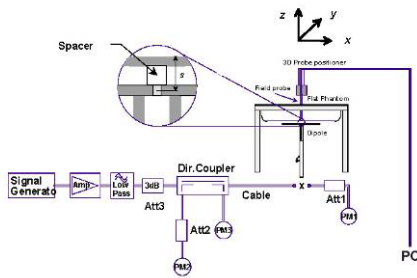 z
y
x
Spacer
s
3D Probe positioner
Field probe
Flat Phantom
Dipole
Signal
Generato
Amp
Low
Pass
3dB
Att3
Dir.Coupler
Cable
x
Att1
PM1
Att2
PM3
PM2
PC